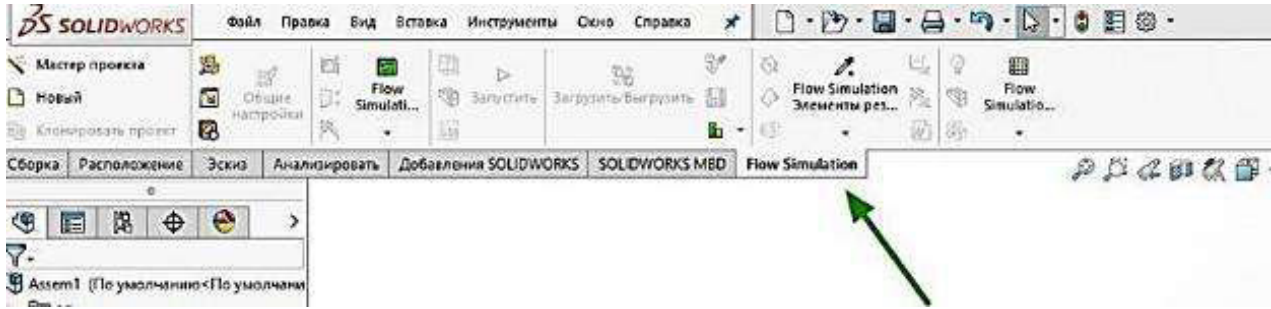 SOLIDWORKS Файл Правка Вид Вставка Инструменты Окно Справка
Мастер проекта
Новый
Клонировать проект
Общие
настройки
Flow
Simulati...
Запустить
Загрузить/Выгрузить
Flow Simulation
Элементы рез...
Flow
Simulatio...
Сборка Расположение Эскиз Анализировать Добавления SOLIDWORKS SOLIDWORKS MBD Flow Simulation
Assem1 (По умолчанию<По умолчани